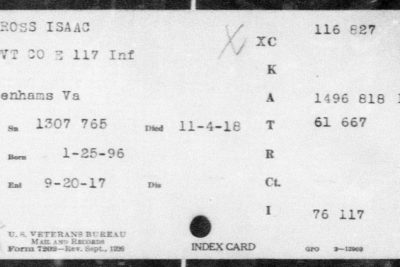 ROSS ISAAC XC 116 827
VT CO E 117 Inf K
enhams Va A 1496 818
Sn 1307 765 Died 11-4-18 T 61 667
Born 1-25-96 R
Enl 9-20-17 Dis Ct.
I 76 117
U. S. VETERANS BUREAU
MAIL AND RECORDS
Form 7202—Rev. Sept., 1926 INDEX CARD GPO